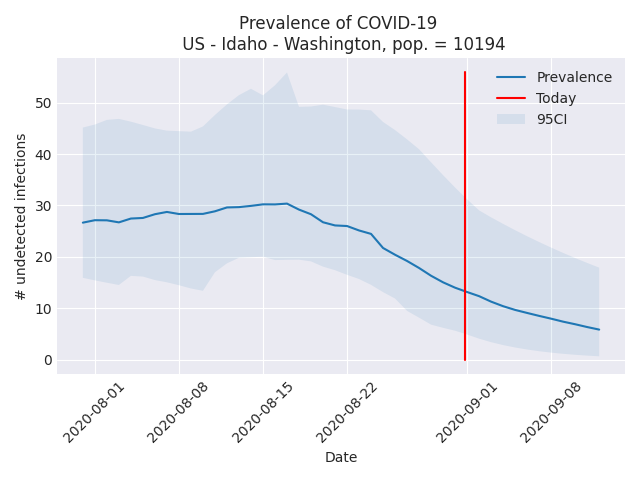 Prevalence of COVID-19
US - Idaho - Washington, pop. = 10194
Prevalence
Today
95CI
# undetected infections
50
40
30
20
10
0
2020-08-01
2020-08-08
2020-08-15
2020-08-22
2020-09-01
2020-09-08
Date